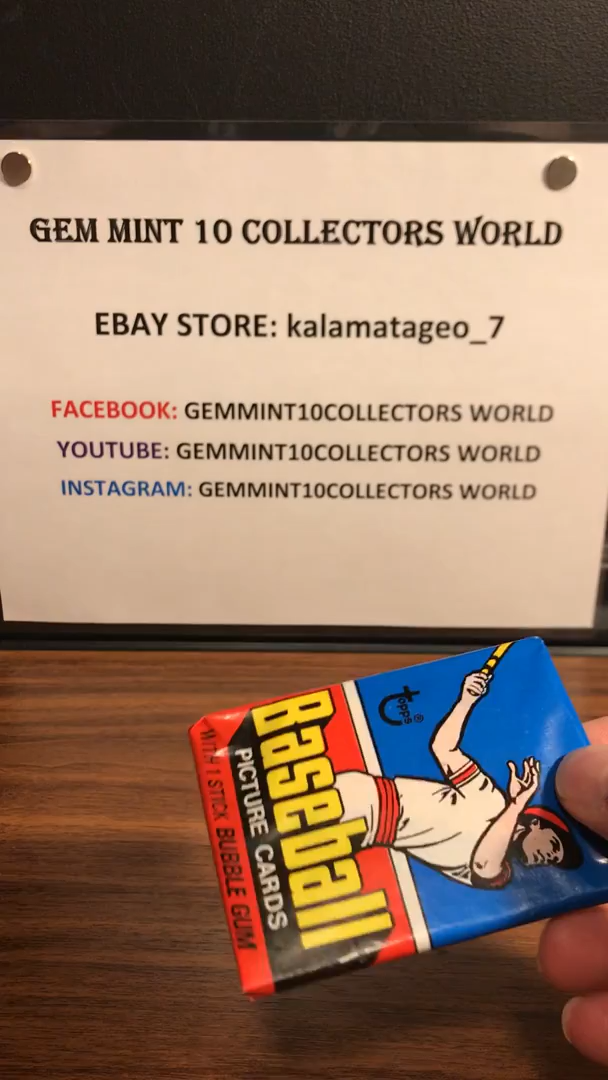 GEM MINT 10 COLLECTORS WORLD
EBAY STORE: kalamatageo_7
FACEBOOK: GEMMINT10COLLECTORS WORLD
YOUTUBE: GEMMINT10COLLECTORS WORLD
INSTAGRAM: GEMMINT10COLLECTORS WORLD
Topps®
Baseball
PICTURE CARDS
WITH 1 STICK BUBBLE GUM